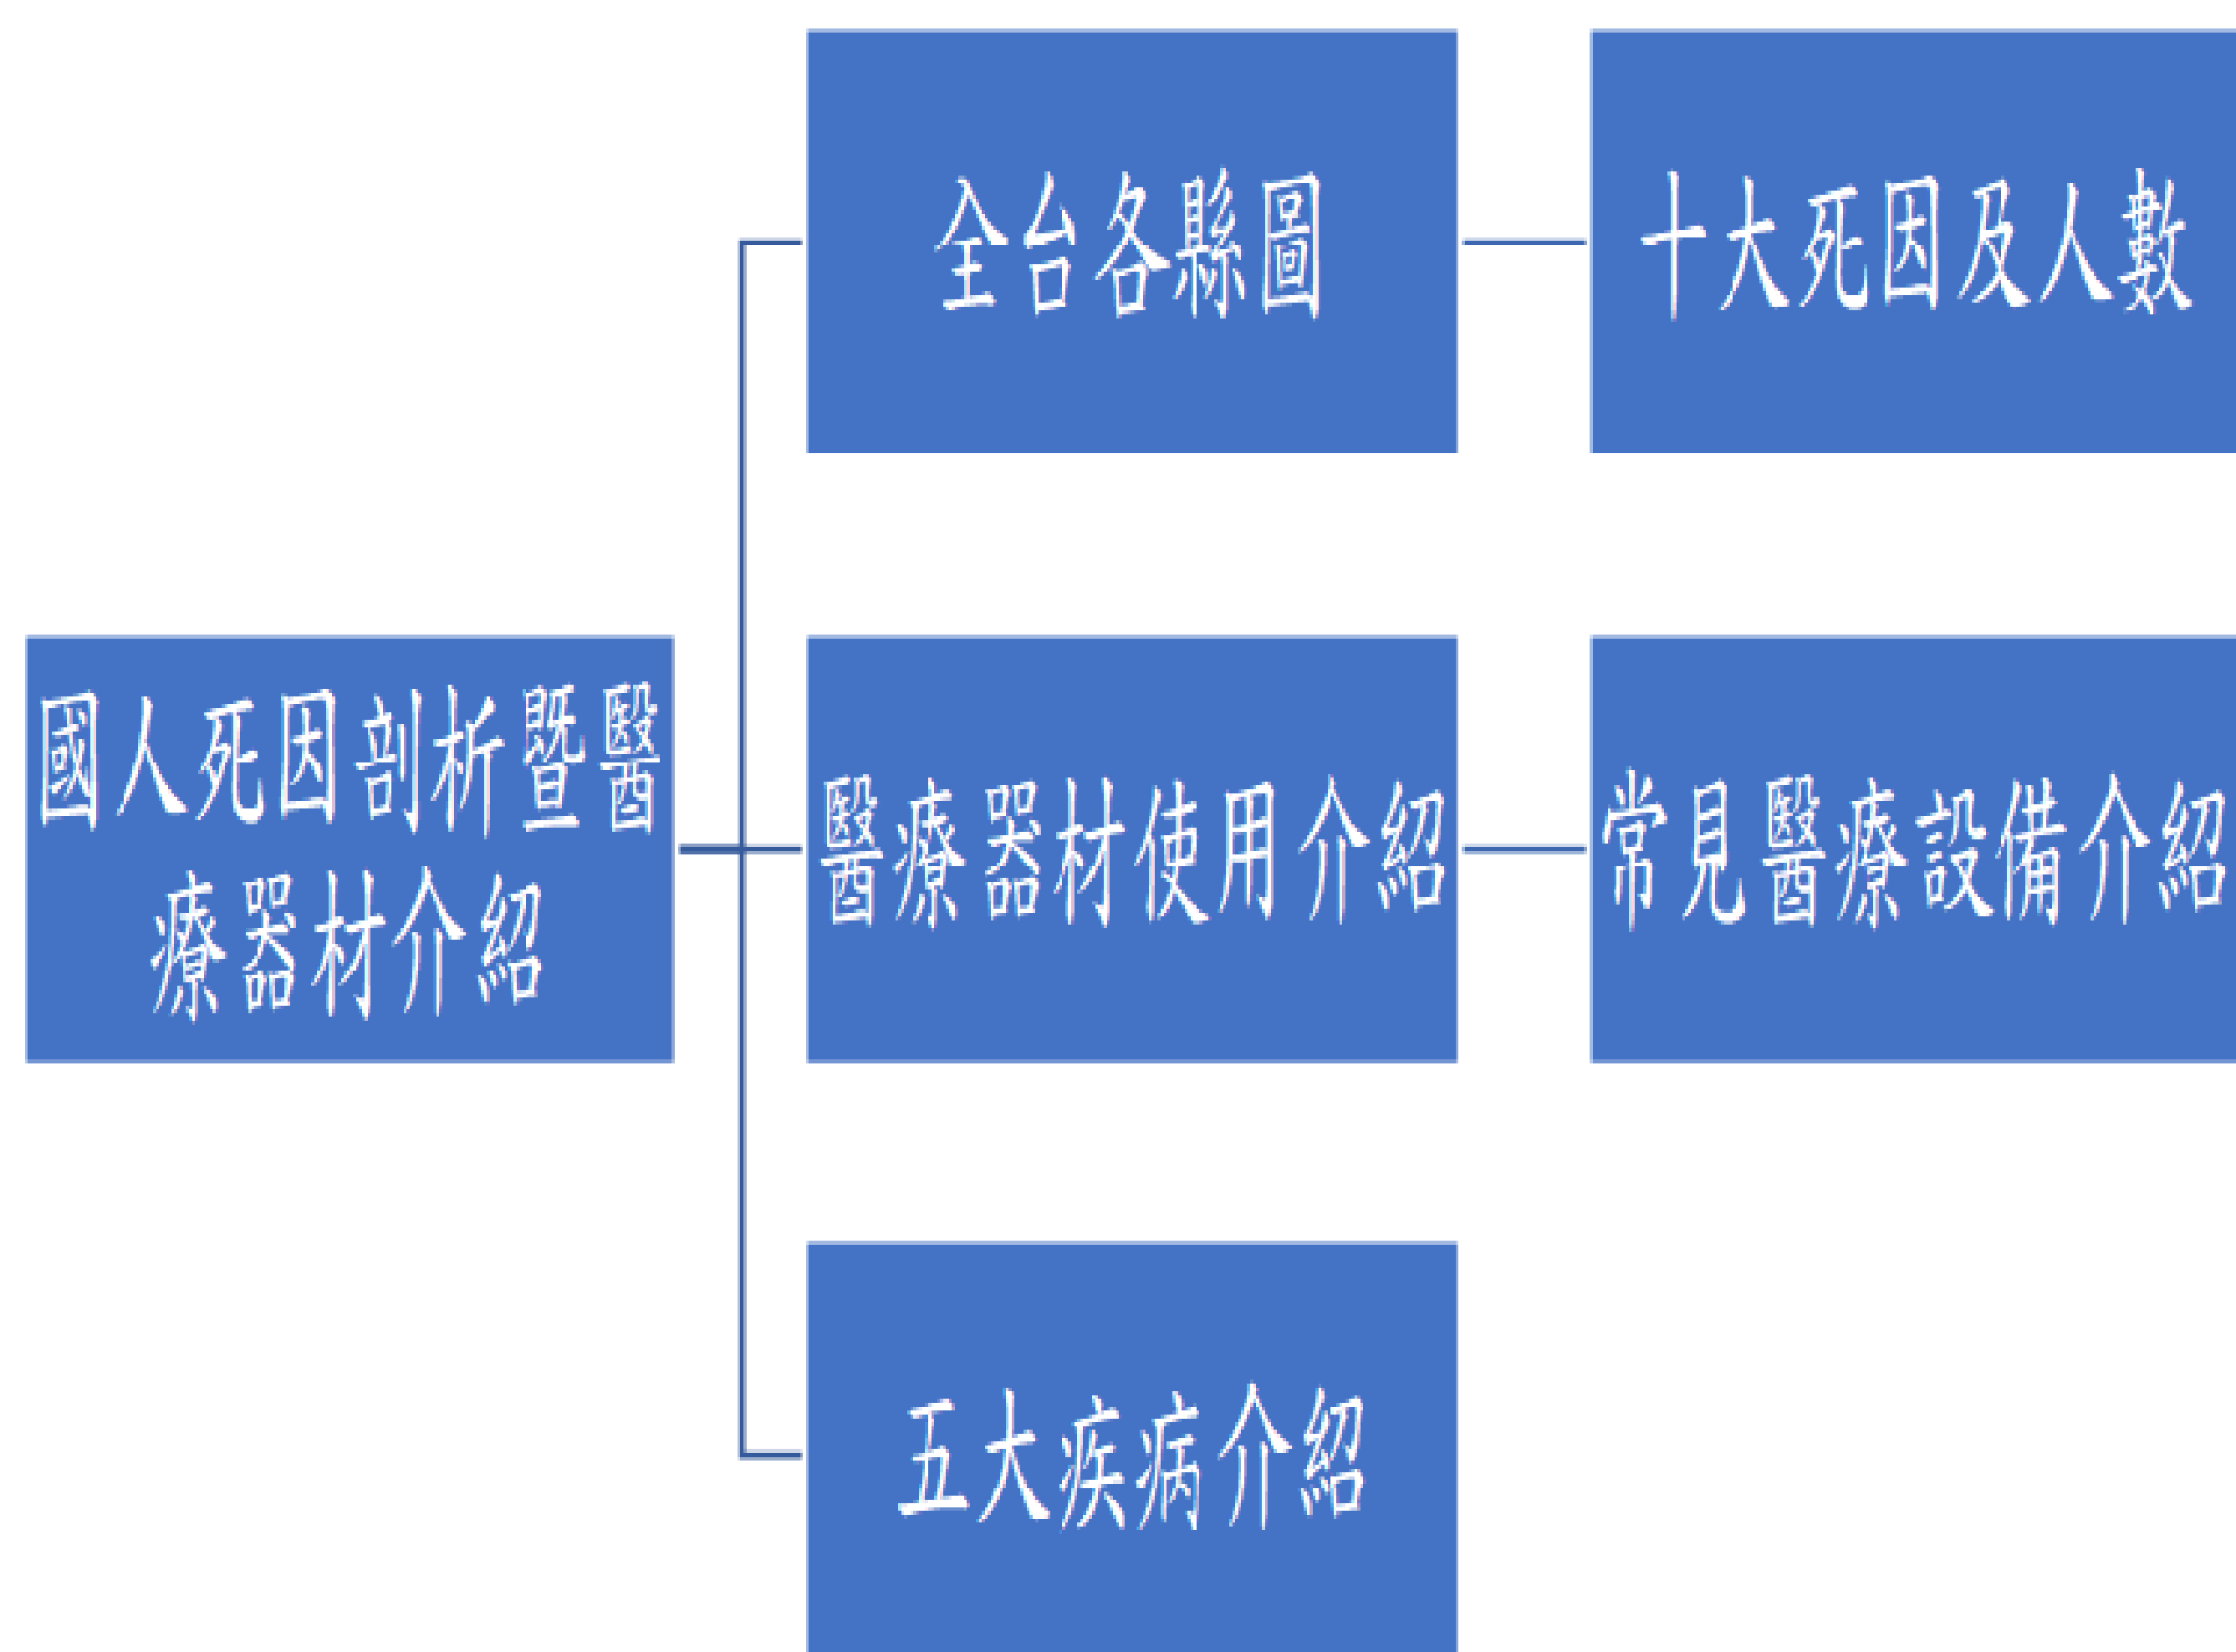 全台各縣圖
十大死因及人數
國人死因剖析暨醫
療器材介紹
醫療器材使用介紹
常見醫療設備介紹
五大疾病介紹